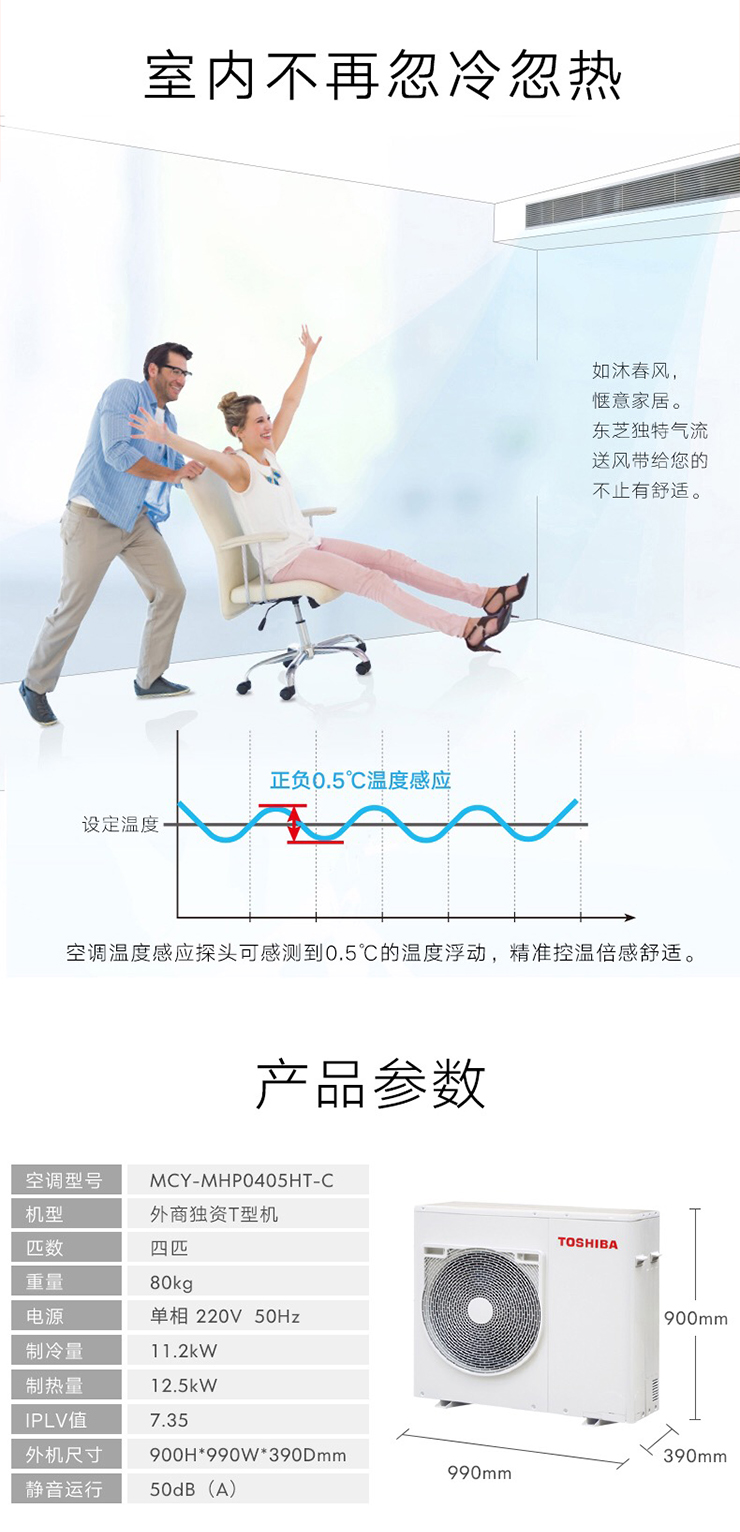 室内不再忽冷忽热
如沐春风，
惬意家居。
东芝独特气流
送风带给您的
不止有舒适。
正负0.5℃温度感应
设定温度
空调温度感应探头可感测到0.5℃的温度浮动，精准控温倍感舒适。
产品参数
空调型号 MCY-MHP0405HT-C
机型 外商独资T型机
匹数 四匹
重量 80kg
电源 单相 220V 50Hz
制冷量 11.2kW
制热量 12.5kW
IPLV值 7.35
外机尺寸 900H*990W*390Dmm
静音运行 50dB（A）
TOSHIBA
900mm
390mm
990mm